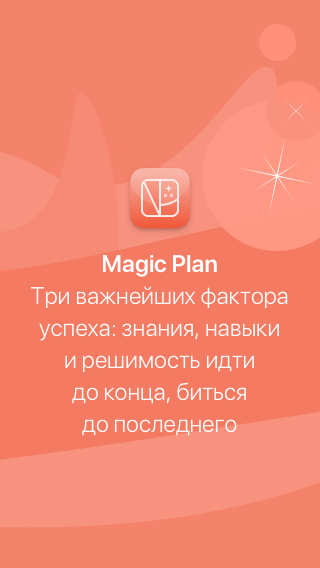 Magic Plan
Три важнейших фактора
успеха: знания, навыки
и решимость идти
до конца, биться
до последнего